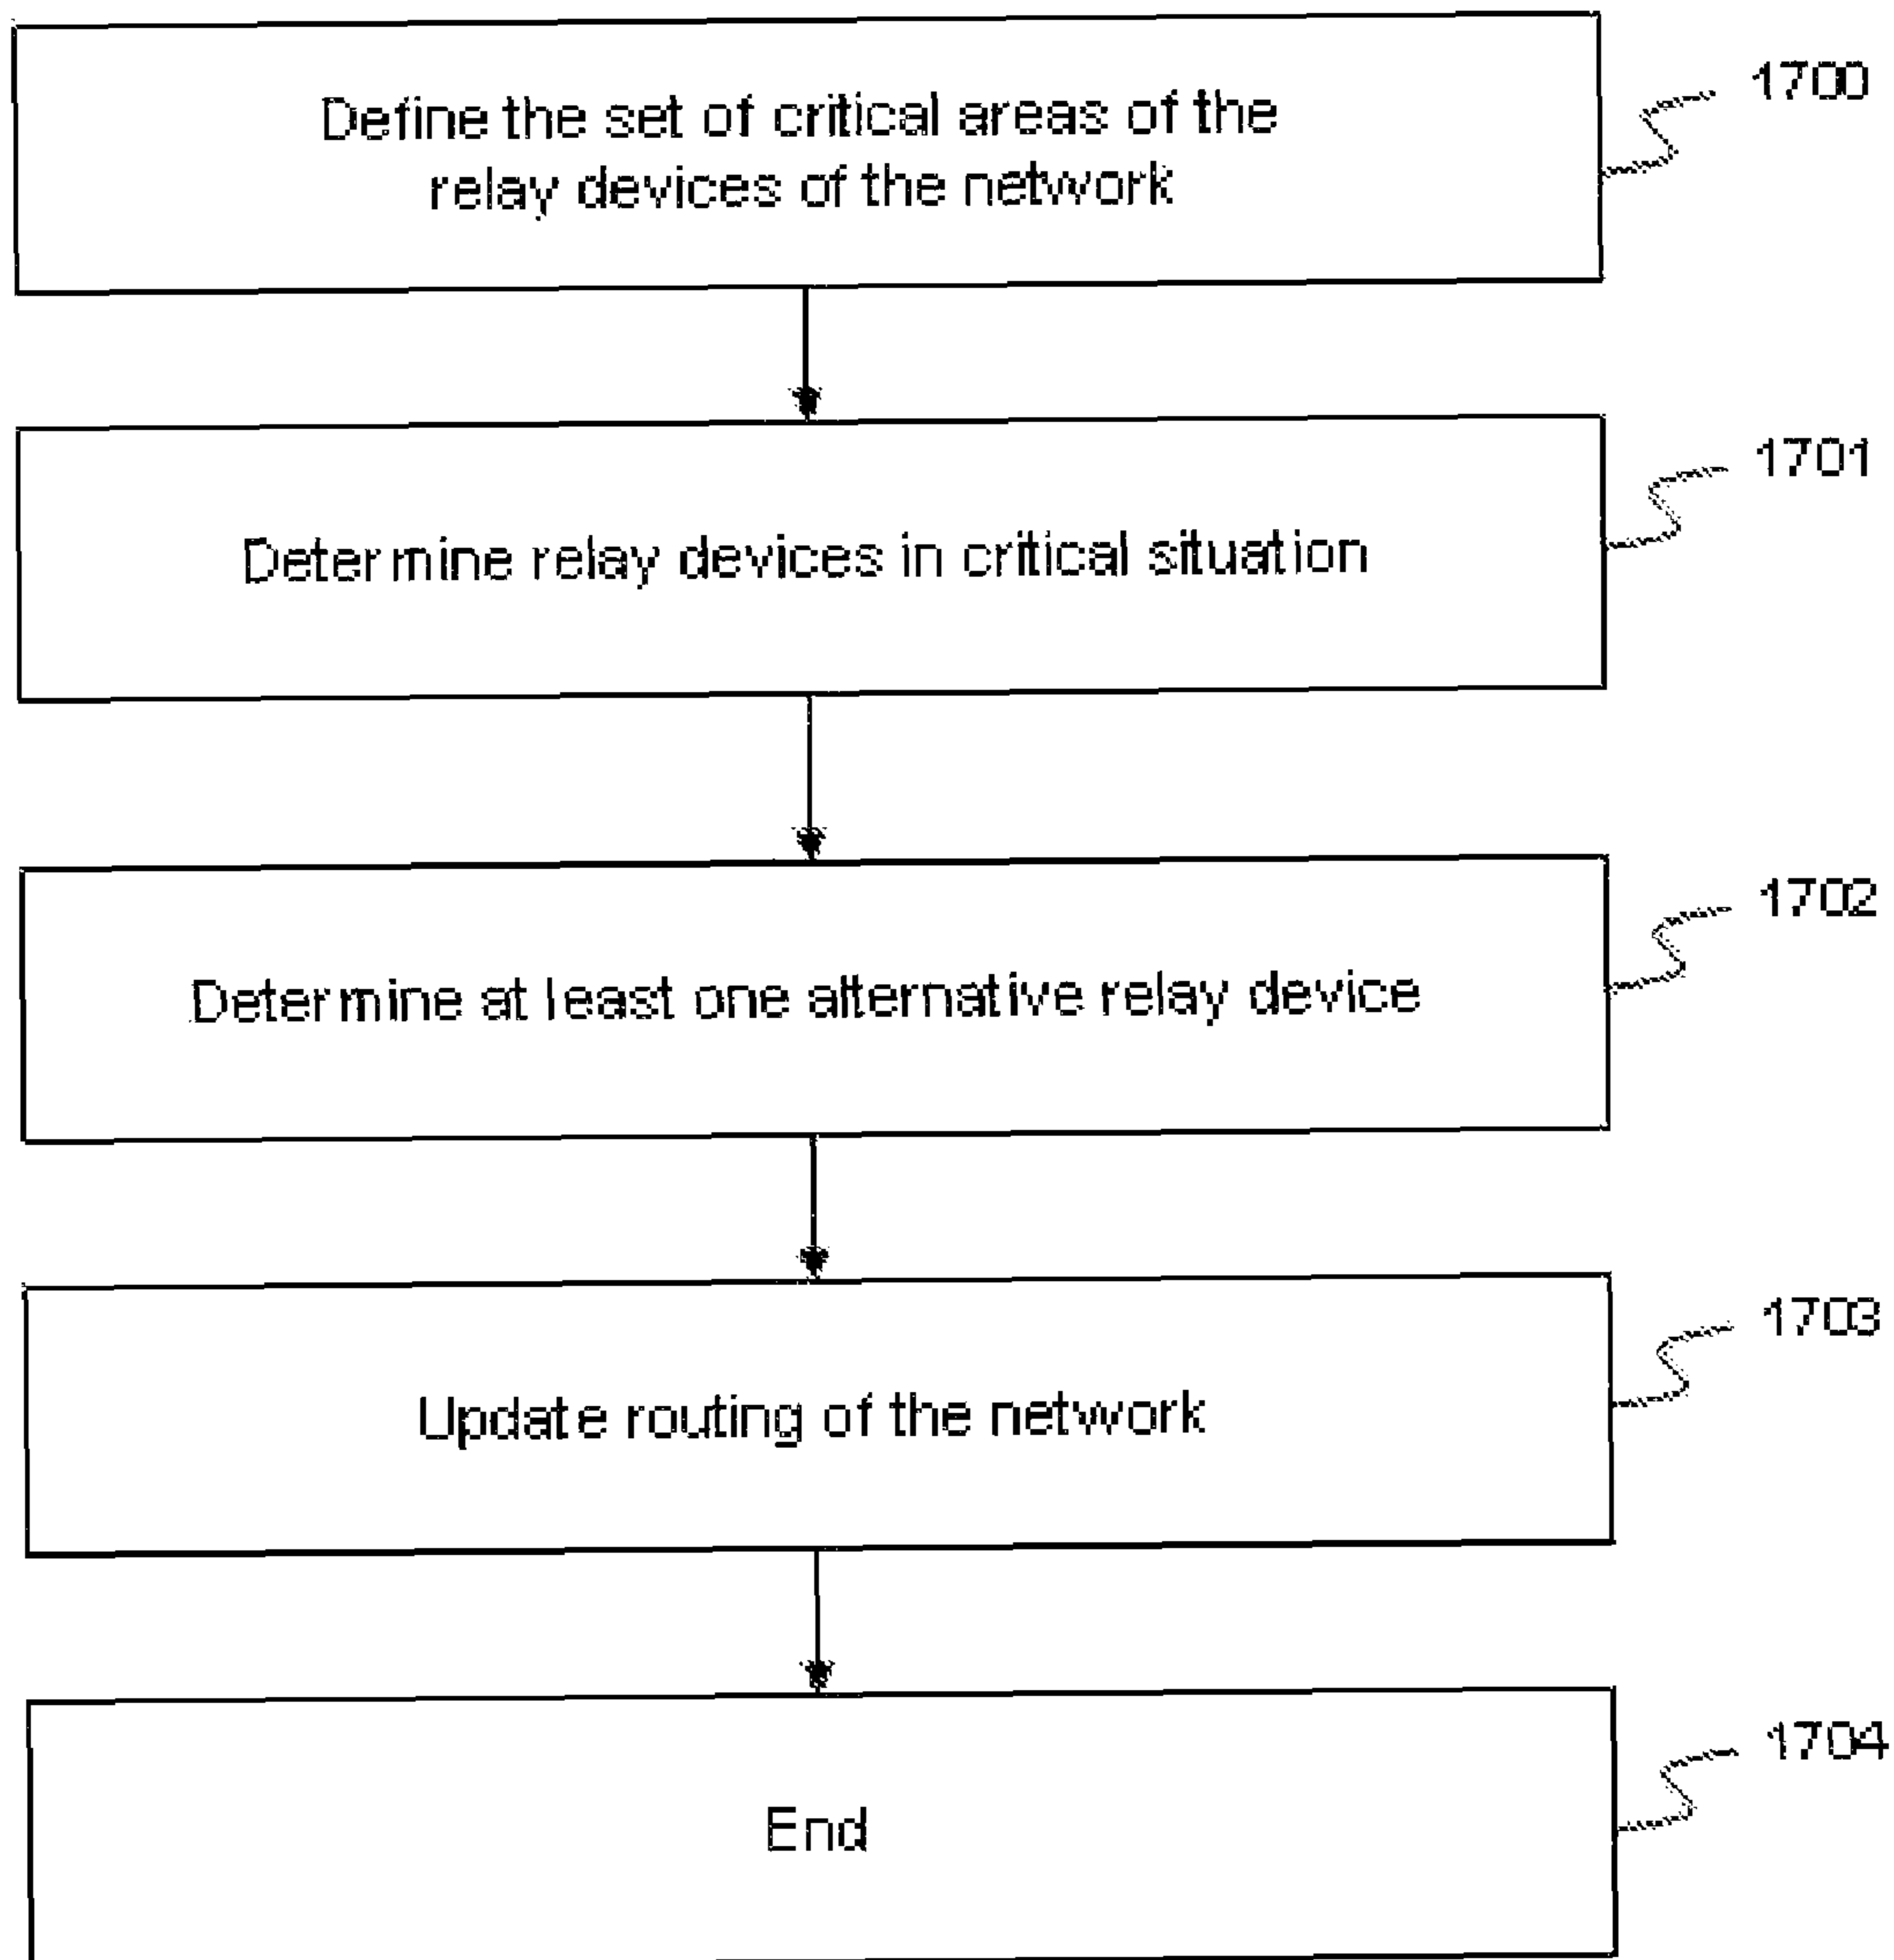 Define the set of critical areas of the
relay devices of the network
1700
Determine relay devices in critical situation
1701
Determine at least one alternative relay device
1702
Update routing of the network
1703
End
1704